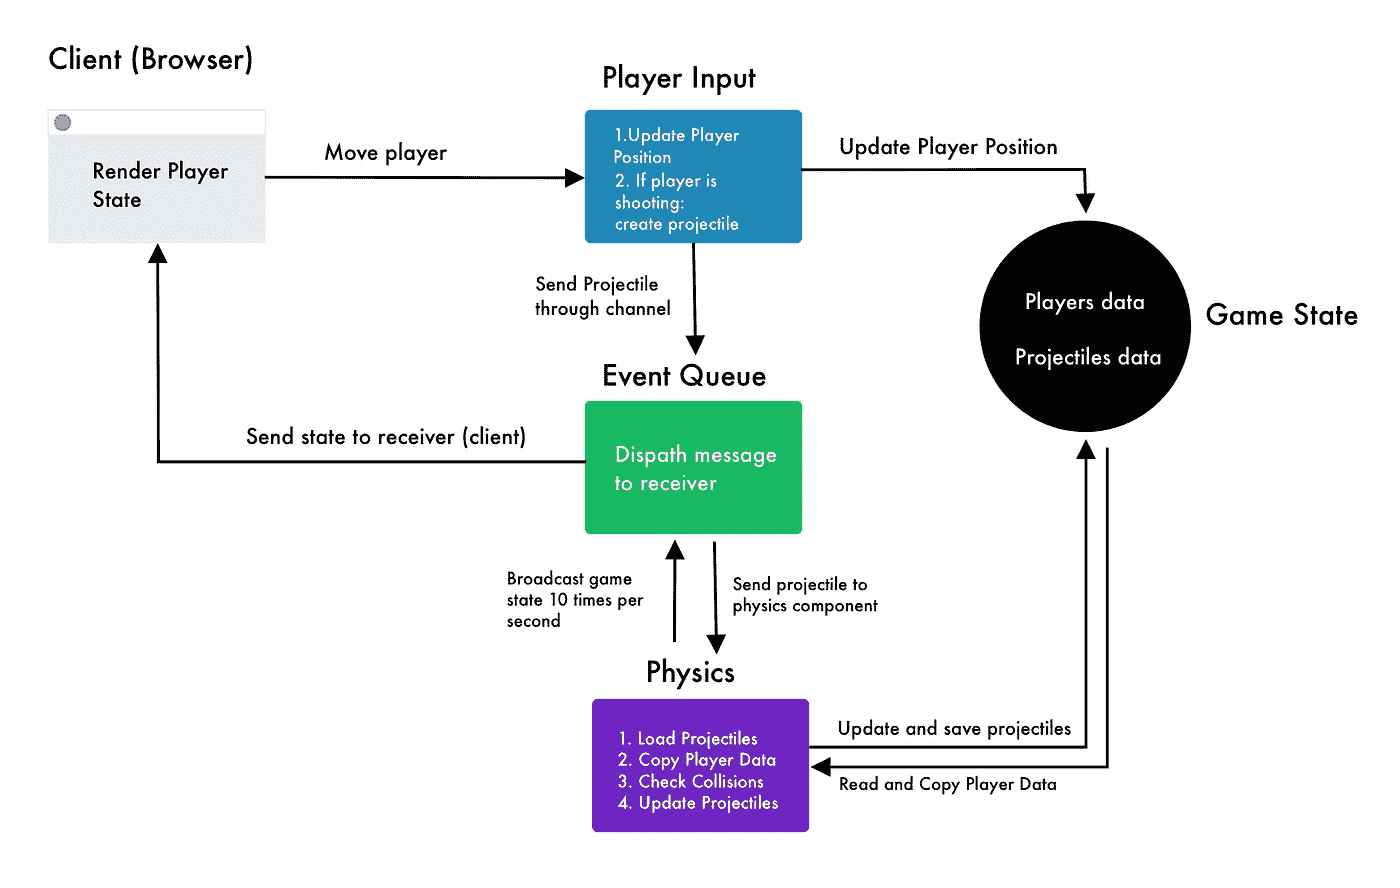 Client (Browser)
Render Player
State
Move player
Player Input
1.Update Player
Position
2. If player is
shooting:
create projectile
Update Player Position
Players data
Projectiles data
Game State
Send Projectile
through channel
Event Queue
Dispath message
to receiver
Send state to receiver (client)
Broadcast game
state 10 times per
second
Send projectile to
physics component
Physics
1. Load Projectiles
2. Copy Player Data
3. Check Collisions
4. Update Projectiles
Update and save projectiles
Read and Copy Player Data